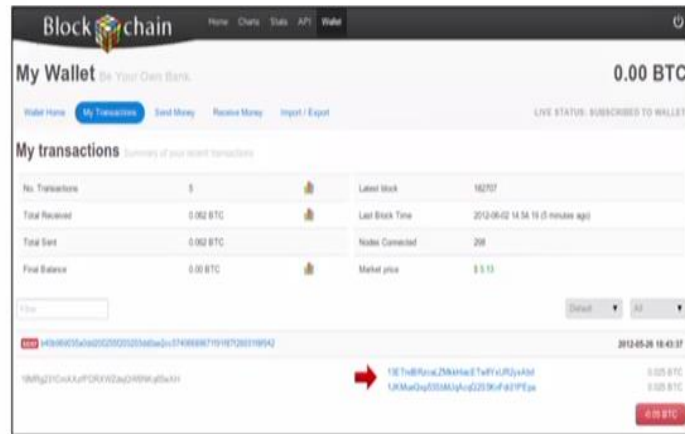 Blockchain
Home Charts Stats API Wallet
My Wallet Be Your Own Bank.
0.00 BTC
Wallet Home My Transactions Send Money Receive Money Import / Export
LIVE STATUS: SUBSCRIBED TO WALLET
My transactions Summary of your recent transactions
No. Transactions 5 Latest block 182707
Total Received 0.062 BTC Last Block Time 2012-06-02 14:54:19 (5 minutes ago)
Total Sent 0.062 BTC Nodes Connected 298
Final Balance 0.00 BTC Market price $ 5.13
Filter
Default All
SENT
2012-05-26 18:43:37
0.025 BTC
0.025 BTC
-0.05 BTC